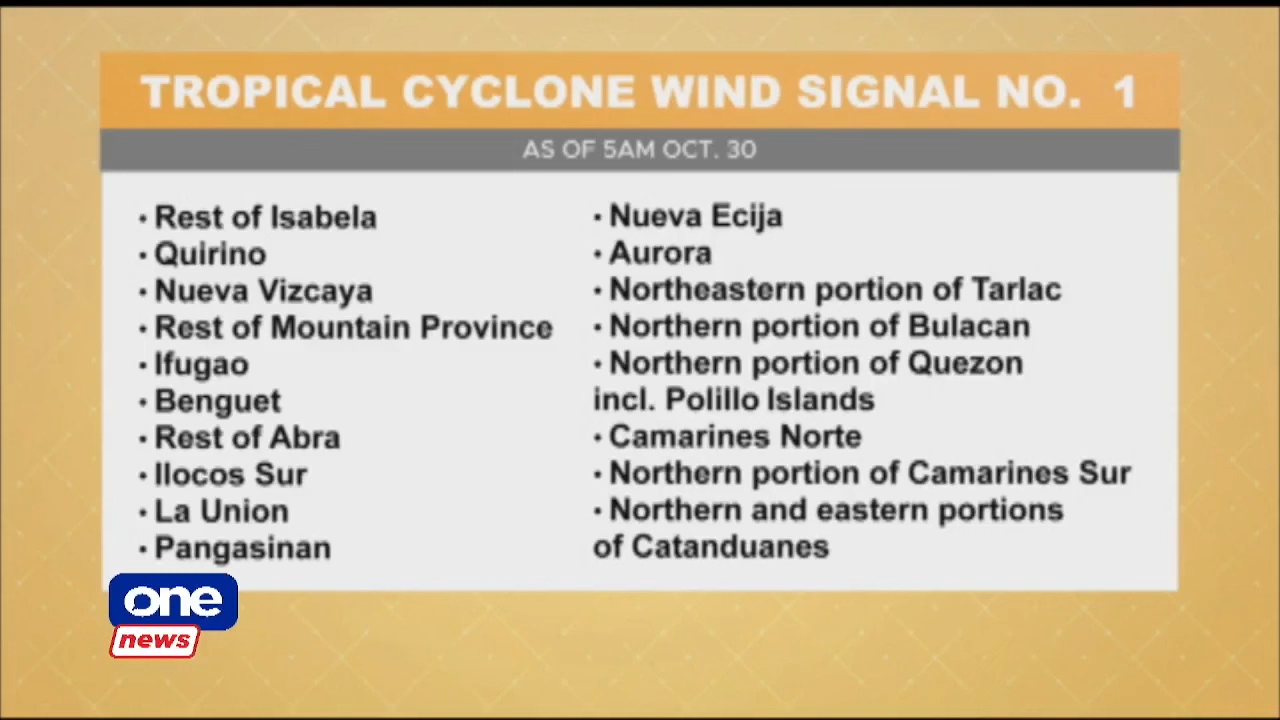 TROPICAL CYCLONE WIND SIGNAL NO. 1
AS OF 5AM OCT. 30
• Rest of Isabela
• Quirino
• Nueva Vizcaya
• Rest of Mountain Province
• Ifugao
• Benguet
• Rest of Abra
• Ilocos Sur
• La Union
• Pangasinan
• Nueva Ecija
• Aurora
• Northeastern portion of Tarlac
• Northern portion of Bulacan
• Northern portion of Quezon
incl. Polillo Islands
• Camarines Norte
• Northern portion of Camarines Sur
• Northern and eastern portions
of Catanduanes
one
news